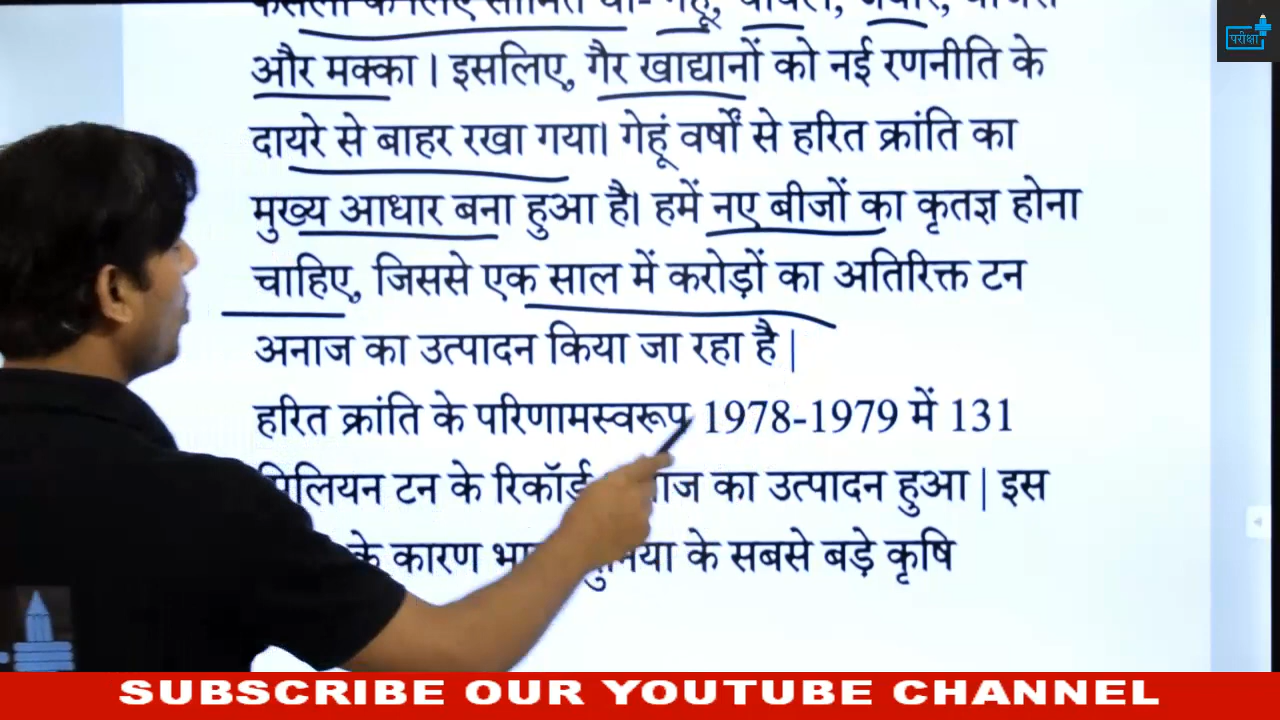 और मक्का । इसलिए, गैर खाद्यानों को नई रणनीति के
दायरे से बाहर रखा गया। गेहूं वर्षों से हरित क्रांति का
मुख्य आधार बना हुआ है। हमें नए बीजों का कृतज्ञ होना
चाहिए, जिससे एक साल में करोड़ों का अतिरिक्त टन
अनाज का उत्पादन किया जा रहा है |
हरित क्रांति के परिणामस्वरूप 1978-1979 में 131
टन के रिकॉर्ड का उत्पादन हुआ | इस
के कारण के सबसे बड़े कृषि
परीक्षा
SUBSCRIBE OUR YOUTUBE CHANNEL